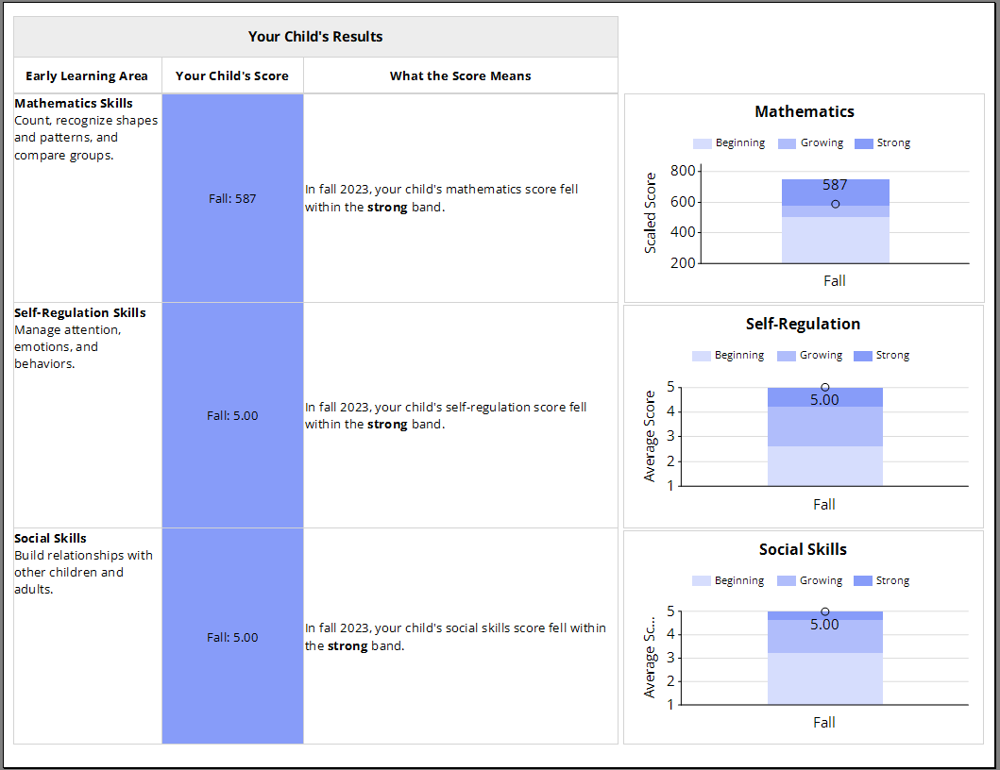 Your Child's Results
Early Learning Area
Your Child's Score
What the Score Means
Mathematics Skills
Count, recognize shapes
and patterns, and
compare groups.
Fall: 587
In fall 2023, your child's mathematics score fell
within the strong band.
Mathematics
Beginning
Growing
Strong
Scaled Score
800
600
400
200
587
Fall
Self-Regulation Skills
Manage attention,
emotions, and
behaviors.
Fall: 5.00
In fall 2023, your child's self-regulation score fell
within the strong band.
Self-Regulation
Beginning
Growing
Strong
Average Score
5
4
3
2
1
5.00
Fall
Social Skills
Build relationships with
other children and
adults.
Fall: 5.00
In fall 2023, your child's social skills score fell within
the strong band.
Social Skills
Beginning
Growing
Strong
Average Sc...
5
4
3
2
1
5.00
Fall